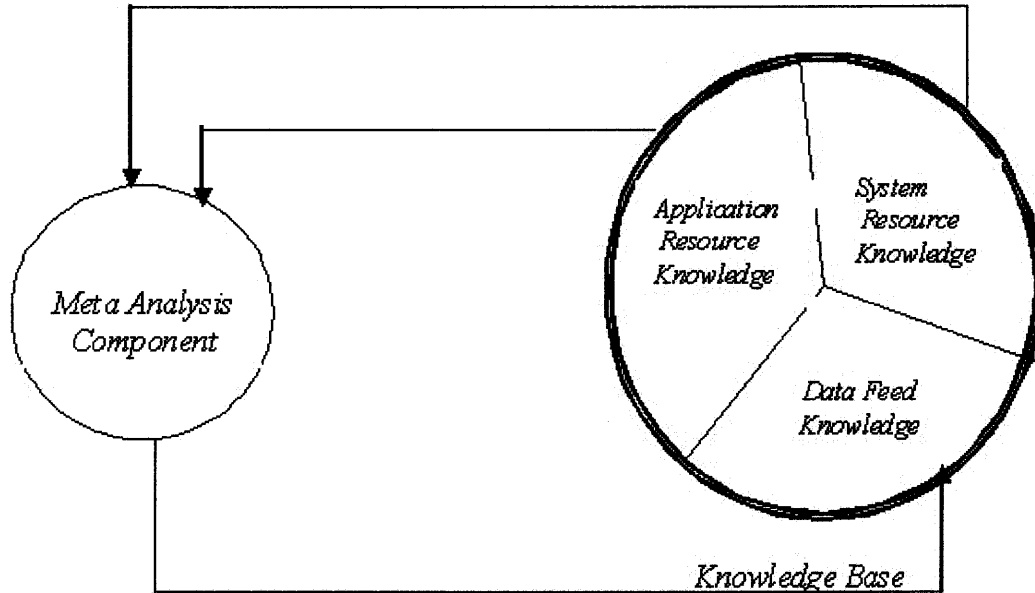 Application
Resource
Knowledge
System
Resource
Knowledge
Meta Analysis
Component
Data Feed
Knowledge
Knowledge Base